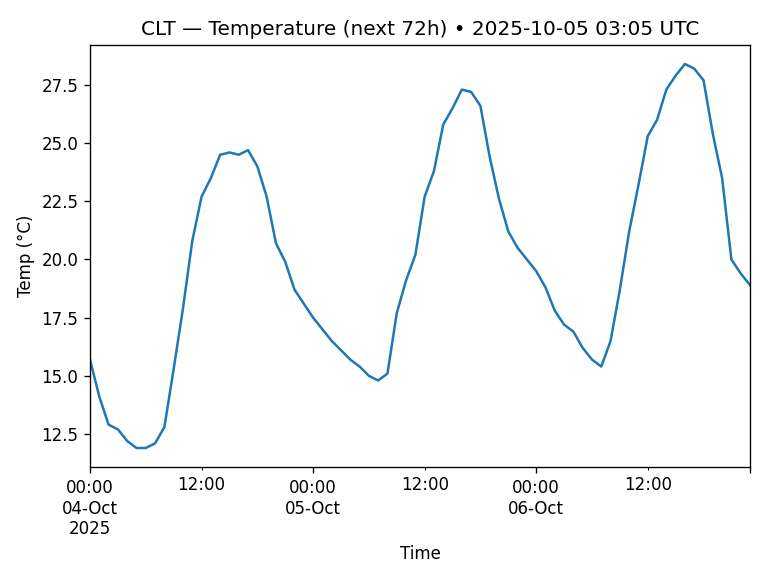 CLT — Temperature (next 72h) • 2025-10-05 03:05 UTC
Temp (°C)
27.5
25.0
22.5
20.0
17.5
15.0
12.5
00:00 12:00 00:00 12:00 00:00 12:00
04-Oct 05-Oct 06-Oct
2025
Time